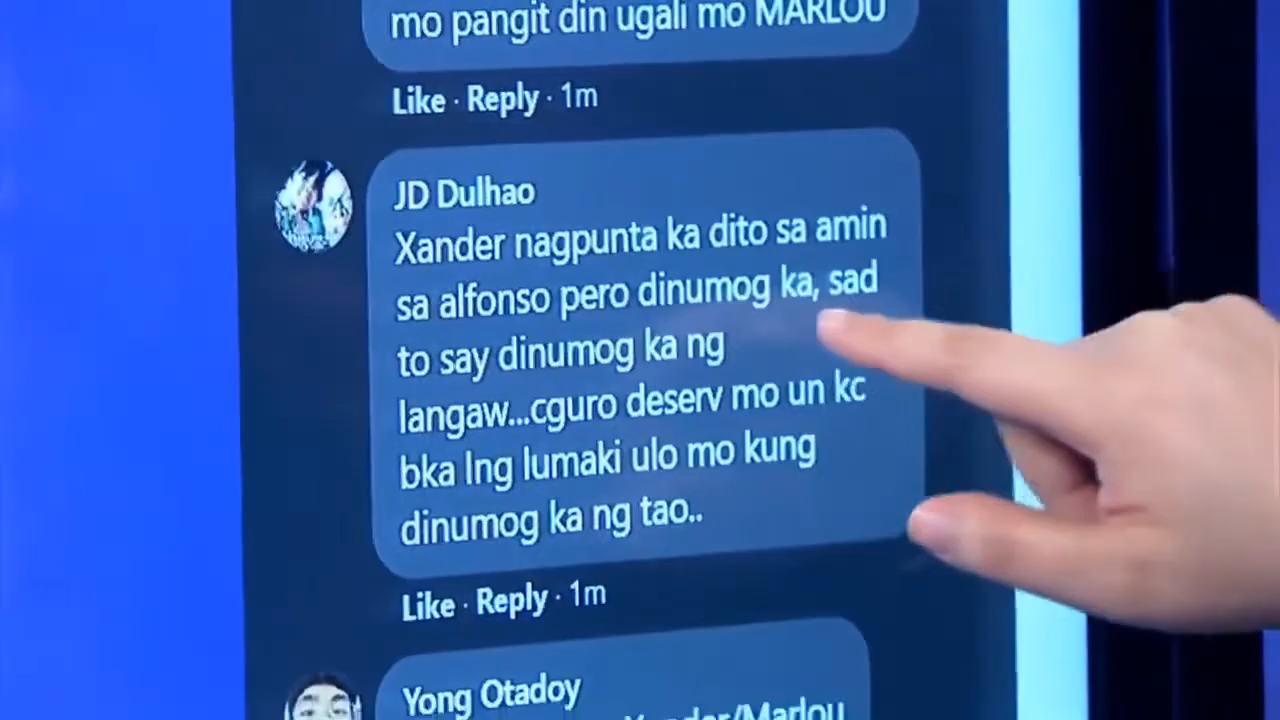 mo pangit din ugali mo MARLOU
Like · Reply · 1m
JD Dulhao
Xander nagpunta ka dito sa amin
sa alfonso pero dinumog ka, sad
to say dinumog ka ng
langaw...cguro deserv mo un kc
bka lng lumaki ulo mo kung
dinumog ka ng tao..
Like · Reply · 1m
Yong Otadoy
Xander/Marlou